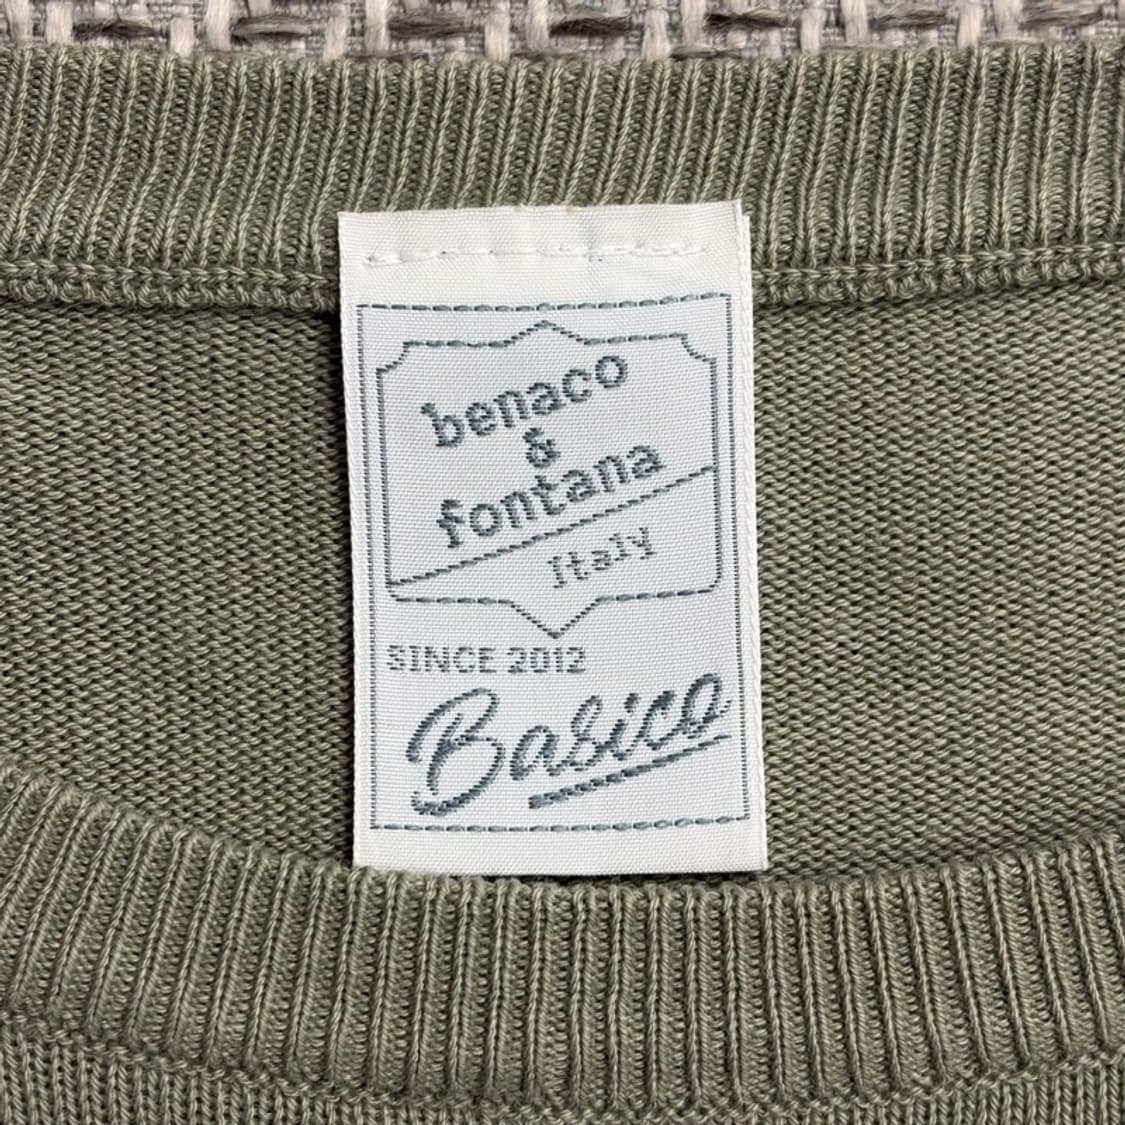 benaco
&
fontana
Italy
SINCE 2012
Basico